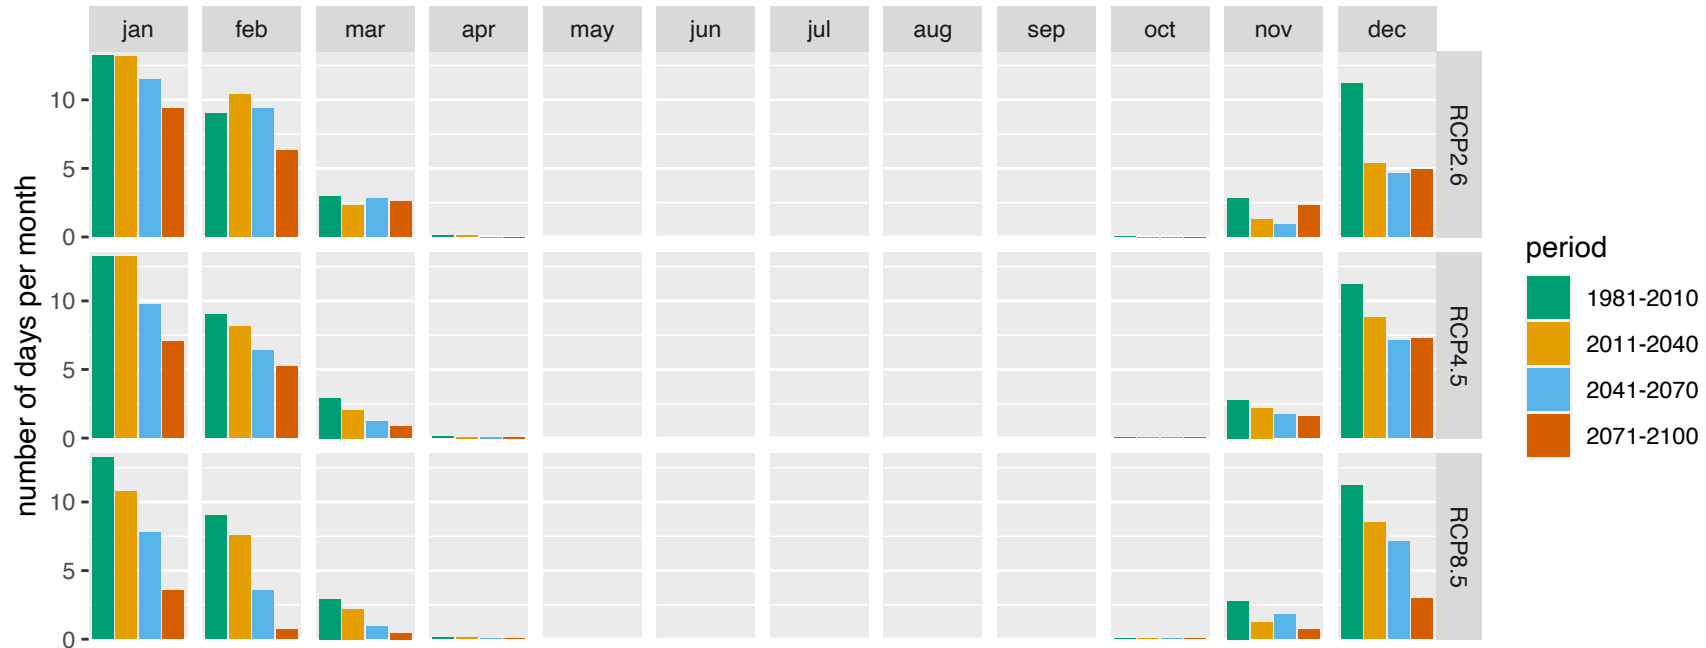 jan feb mar apr may jun jul aug sep oct nov dec
number of days per month
10
5
0
RCP2.6
10
5
0
RCP4.5
10
5
0
RCP8.5
period
1981-2010
2011-2040
2041-2070
2071-2100